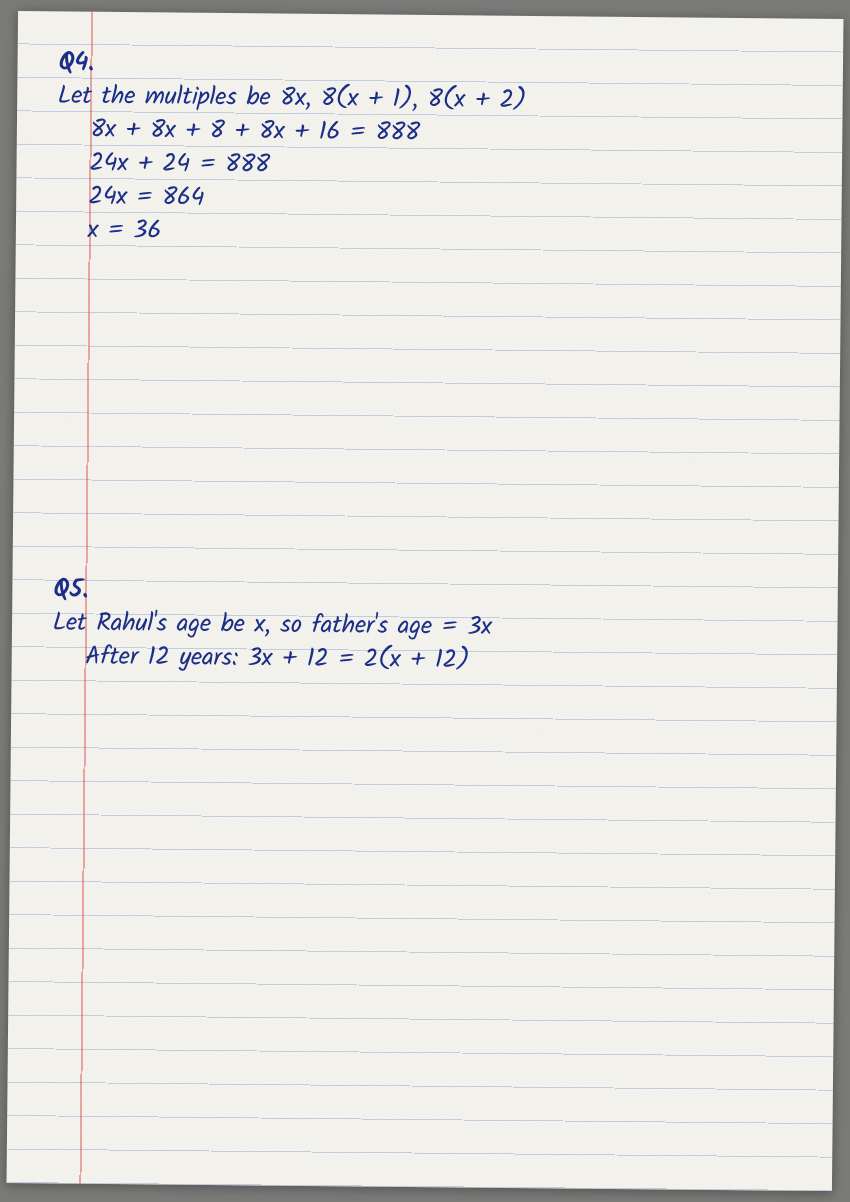 Q4.
Let the multiples be 8x, 8(x + 1), 8(x + 2)
8x + 8x + 8 + 8x + 16 = 888
24x + 24 = 888
24x = 864
x = 36
Q5.
Let Rahul's age be x, so father's age = 3x
After 12 years: 3x + 12 = 2(x + 12)